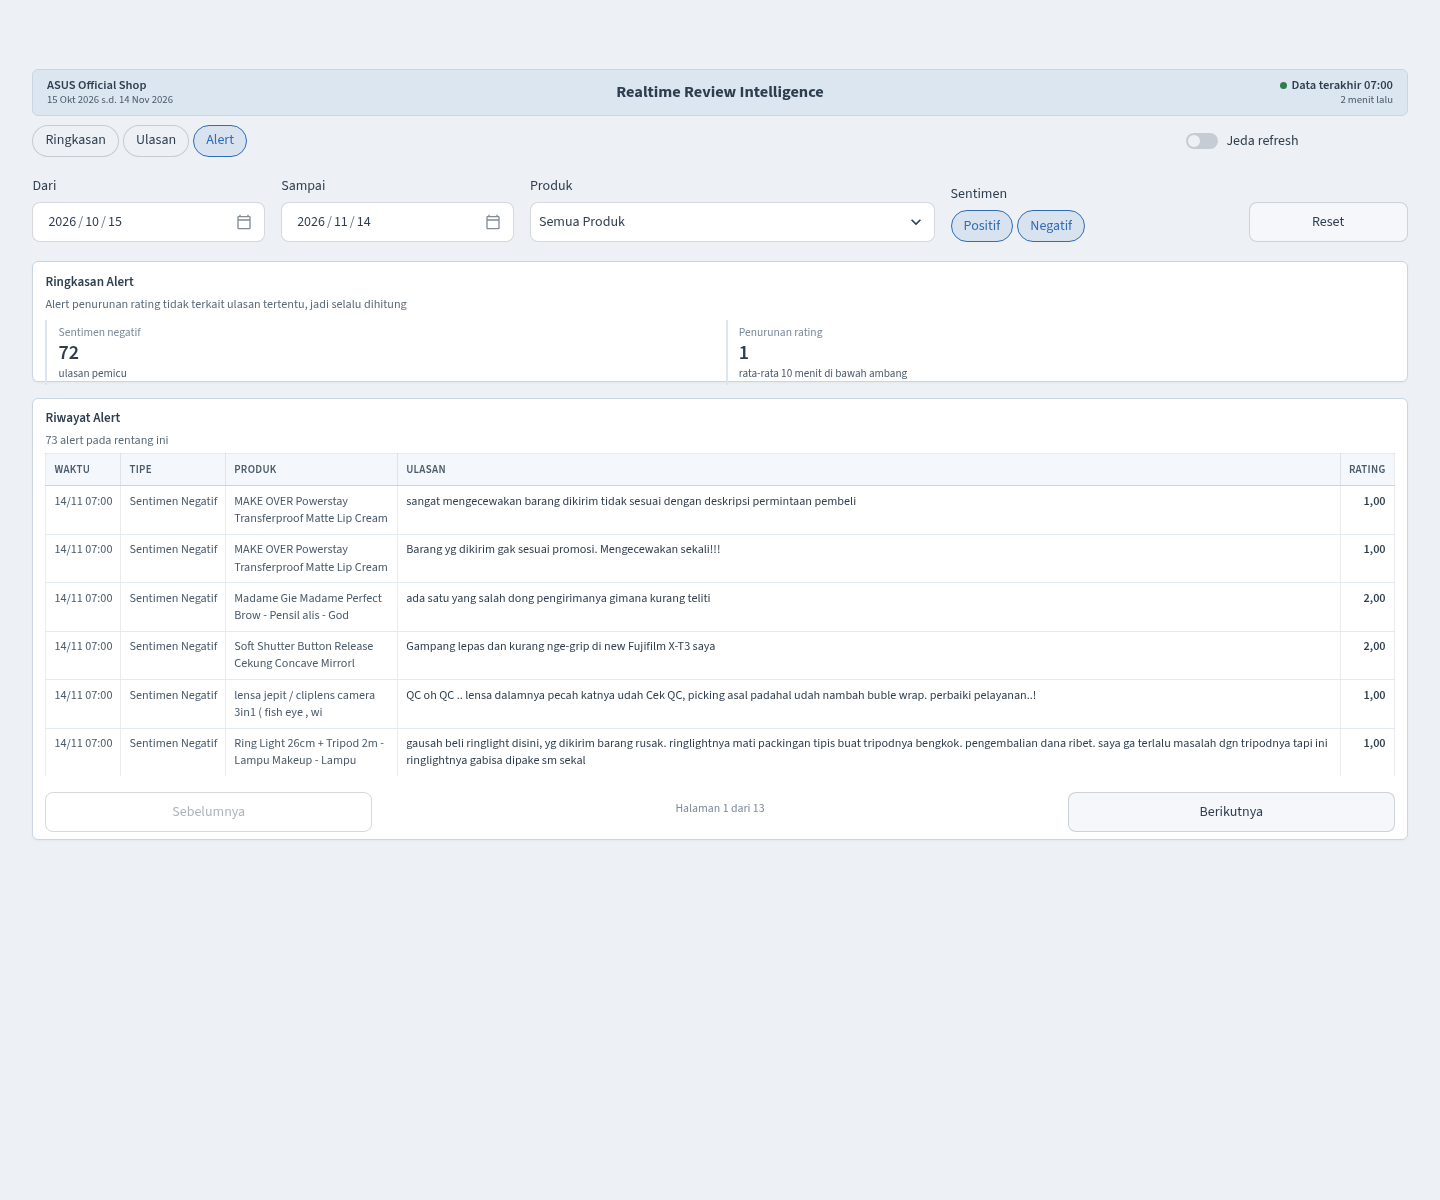 ASUS Official Shop
15 Okt 2026 s.d. 14 Nov 2026
Realtime Review Intelligence
Data terakhir 07:00
2 menit lalu
Ringkasan
Ulasan
Alert
Jeda refresh
Dari
Sampai
Produk
Sentimen
2026 / 10 / 15
2026 / 11 / 14
Semua Produk
Positif
Negatif
Reset
Ringkasan Alert
Alert penurunan rating tidak terkait ulasan tertentu, jadi selalu dihitung
Sentimen negatif
72
ulasan pemicu
Penurunan rating
1
rata-rata 10 menit di bawah ambang
Riwayat Alert
73 alert pada rentang ini
WAKTU TIPE PRODUK ULASAN RATING
14/11 07:00 Sentimen Negatif MAKE OVER Powerstay sangat mengecewakan barang dikirim tidak sesuai dengan deskripsi permintaan pembeli 1,00
Transferproof Matte Lip Cream
14/11 07:00 Sentimen Negatif MAKE OVER Powerstay Barang yg dikirim gak sesuai promosi. Mengecewakan sekali!!! 1,00
Transferproof Matte Lip Cream
14/11 07:00 Sentimen Negatif Madame Gie Madame Perfect ada satu yang salah dong pengirimanya gimana kurang teliti 2,00
Brow - Pensil alis - God
14/11 07:00 Sentimen Negatif Soft Shutter Button Release Gampang lepas dan kurang nge-grip di new Fujifilm X-T3 saya 2,00
Cekung Concave Mirrorl
14/11 07:00 Sentimen Negatif lensa jepit / cliplens camera QC oh QC .. lensa dalamnya pecah katnya udah Cek QC, picking asal padahal udah nambah buble wrap. perbaiki pelayanan..! 1,00
3in1 ( fish eye , wi
14/11 07:00 Sentimen Negatif Ring Light 26cm + Tripod 2m - gausah beli ringlight disini, yg dikirim barang rusak. ringlightnya mati packingan tipis buat tripodnya bengkok. pengembalian dana ribet. saya ga terlalu masalah dgn tripodnya tapi ini 1,00
Lampu Makeup - Lampu ringlightnya gabisa dipake sm sekal
Sebelumnya
Halaman 1 dari 13
Berikutnya